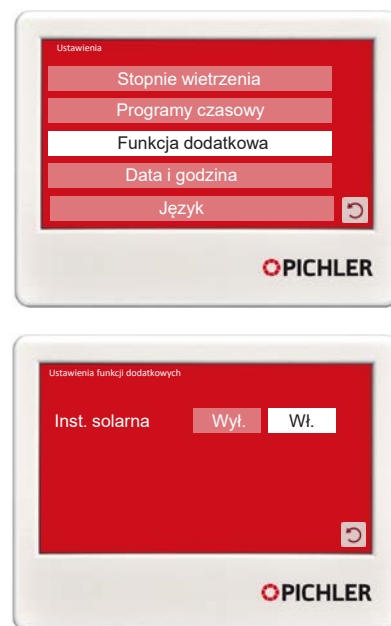 Ustawienia
Stopnie wietrzenia
Programy czasowy
Funkcja dodatkowa
Data i godzina
Język
PICHLER
Ustawienia funkcji dodatkowych
Inst. solarna Wył. Wł.
PICHLER